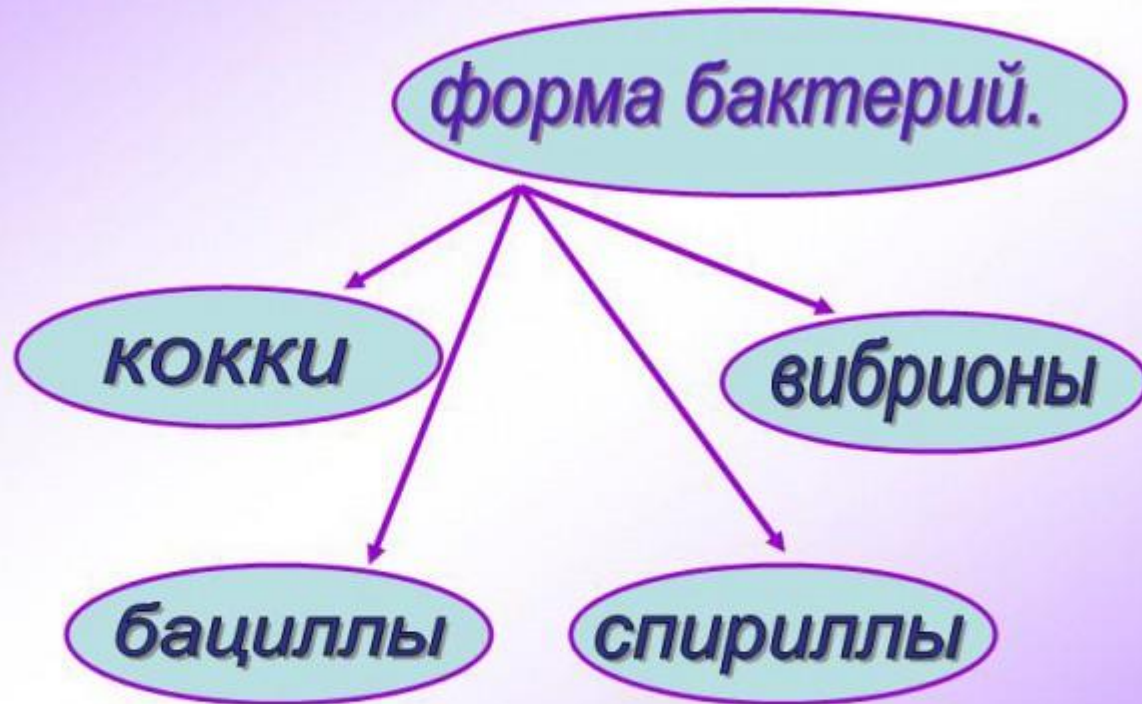 форма бактерий.
кокки
вибрионы
бациллы
спириллы